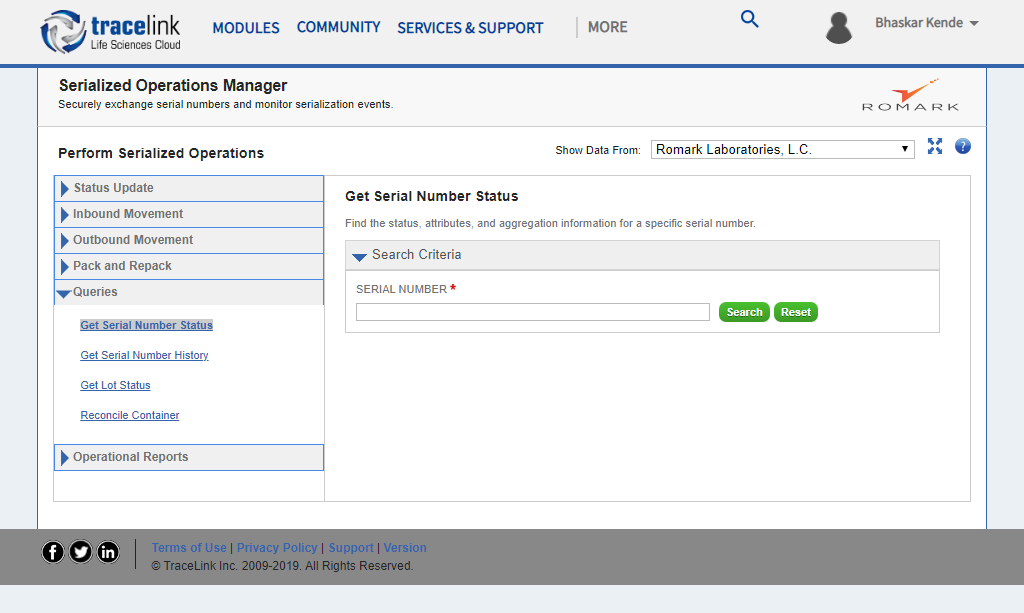 tracelink
Life Sciences Cloud
MODULES COMMUNITY SERVICES & SUPPORT | MORE
Bhaskar Kende
Serialized Operations Manager
Securely exchange serial numbers and monitor serialization events.
ROMARK
Perform Serialized Operations
Show Data From: Romark Laboratories, L.C.
?
Status Update
Inbound Movement
Outbound Movement
Pack and Repack
Queries
Get Serial Number Status
Get Serial Number History
Get Lot Status
Reconcile Container
Operational Reports
Get Serial Number Status
Find the status, attributes, and aggregation information for a specific serial number.
Search Criteria
SERIAL NUMBER *
Search Reset
f in
Terms of Use | Privacy Policy | Support | Version
© TraceLink Inc. 2009-2019. All Rights Reserved.